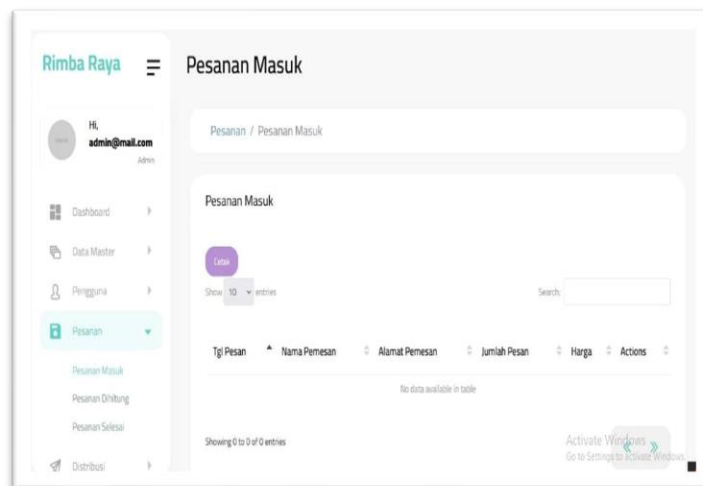 Rimba Raya
Pesanan Masuk
Hi,
admin@mail.com
Admin
Pesanan / Pesanan Masuk
Dashboard
Data Master
Pengguna
Pesanan
Pesanan Masuk
Pesanan Dihitung
Pesanan Selesai
Distribusi
Pesanan Masuk
Cetak
Show 10 entries
Search:
Tgl Pesan Nama Pemesan Alamat Pemesan Jumlah Pesan Harga Actions
No data available in table
Showing 0 to 0 of 0 entries
Activate Windows
Go to Settings to activate Windows.